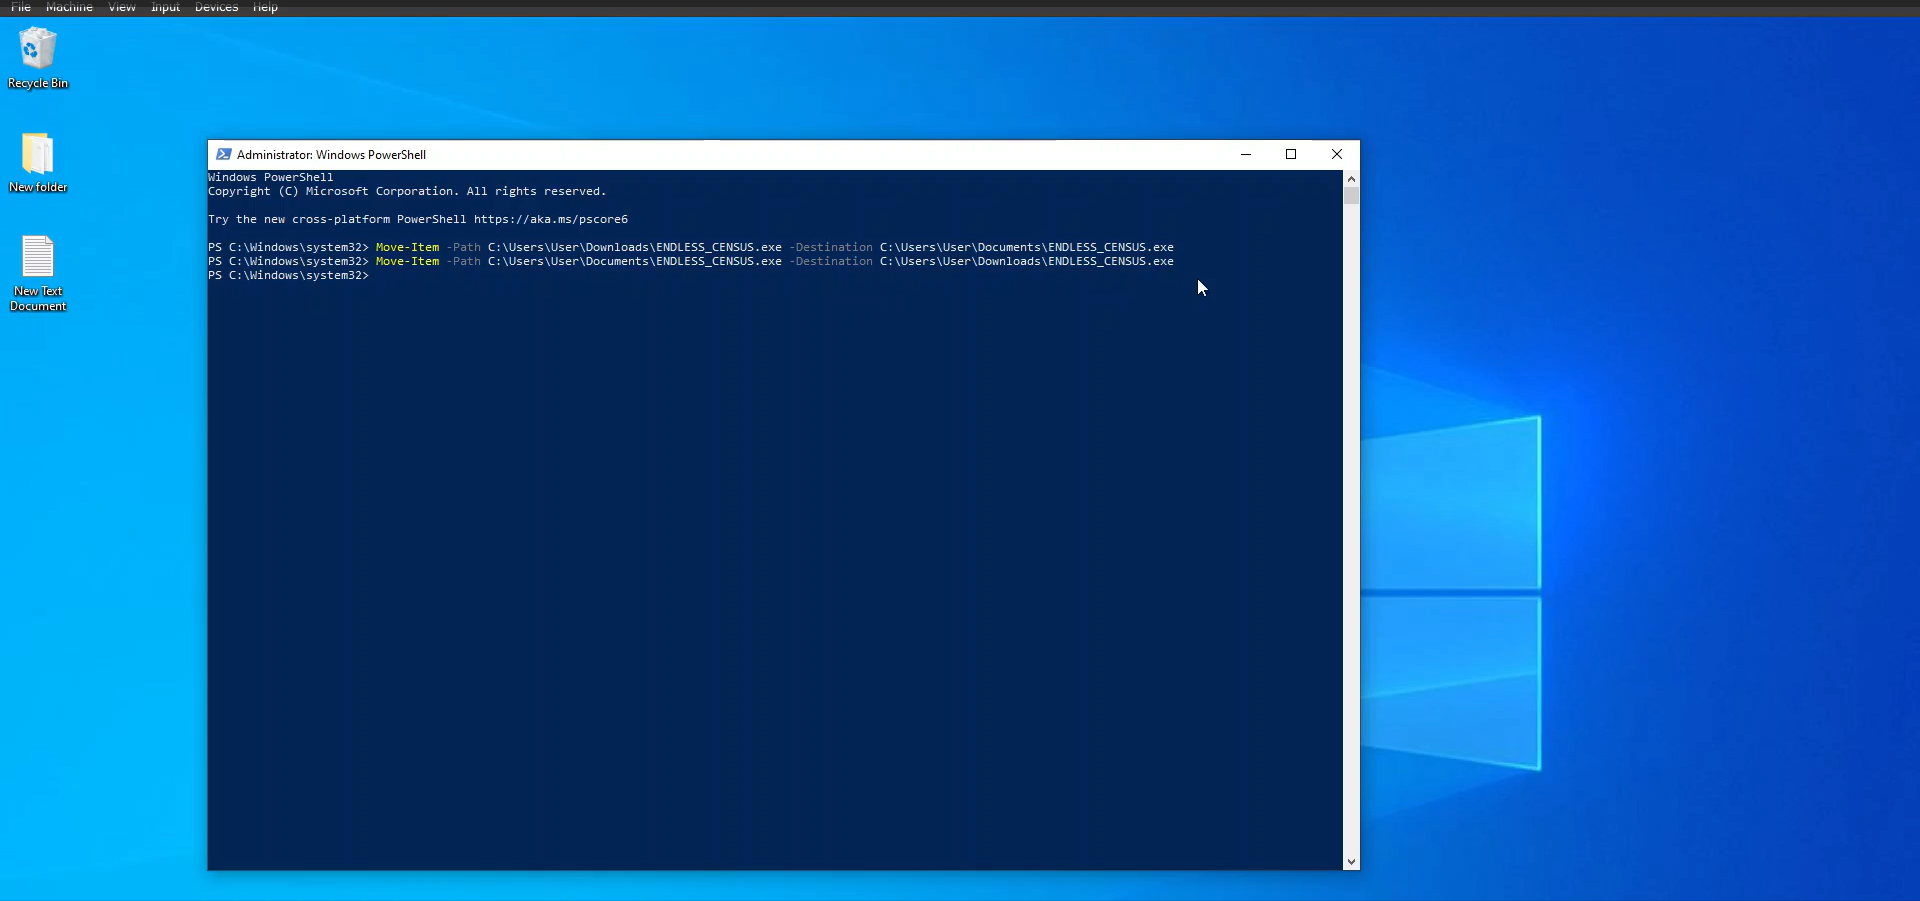 File Machine View Input Devices Help
Recycle Bin
New folder
New Text
Document
Administrator: Windows PowerShell
Windows PowerShell
Copyright (C) Microsoft Corporation. All rights reserved.
Try the new cross-platform PowerShell https://aka.ms/pscore6
PS C:\Windows\system32> Move-Item -Path C:\Users\User\Downloads\ENDLESS_CENSUS.exe -Destination C:\Users\User\Documents\ENDLESS_CENSUS.exe
PS C:\Windows\system32> Move-Item -Path C:\Users\User\Documents\ENDLESS_CENSUS.exe -Destination C:\Users\User\Downloads\ENDLESS_CENSUS.exe
PS C:\Windows\system32>